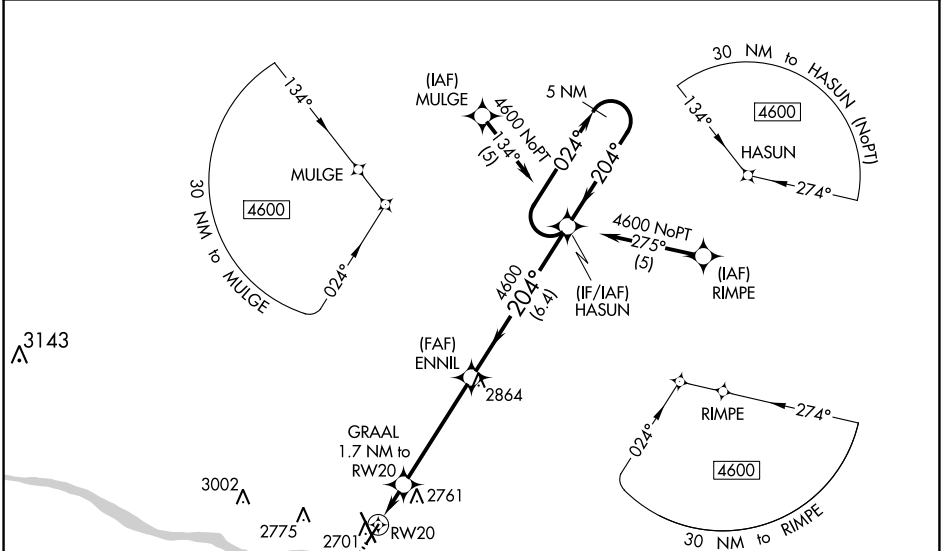 134°
MULGE
4600
024°
30 NM to MULGE
(IAF)
MULGE
4600 NoPT
134°
(5)
5 NM
024°
204°
30 NM to HASUN (NoPT)
134°
4600
HASUN
274°
4600 NoPT
275°
(5)
(IAF)
RIMPE
(IF/IAF)
HASUN
4600
204°
(6.4)
3143
(FAF)
ENNIL
2864
GRAAL
1.7 NM to
RW20
2761
3002
2775
2701
RW20
RIMPE
274°
024°
4600
30 NM to RIMPE